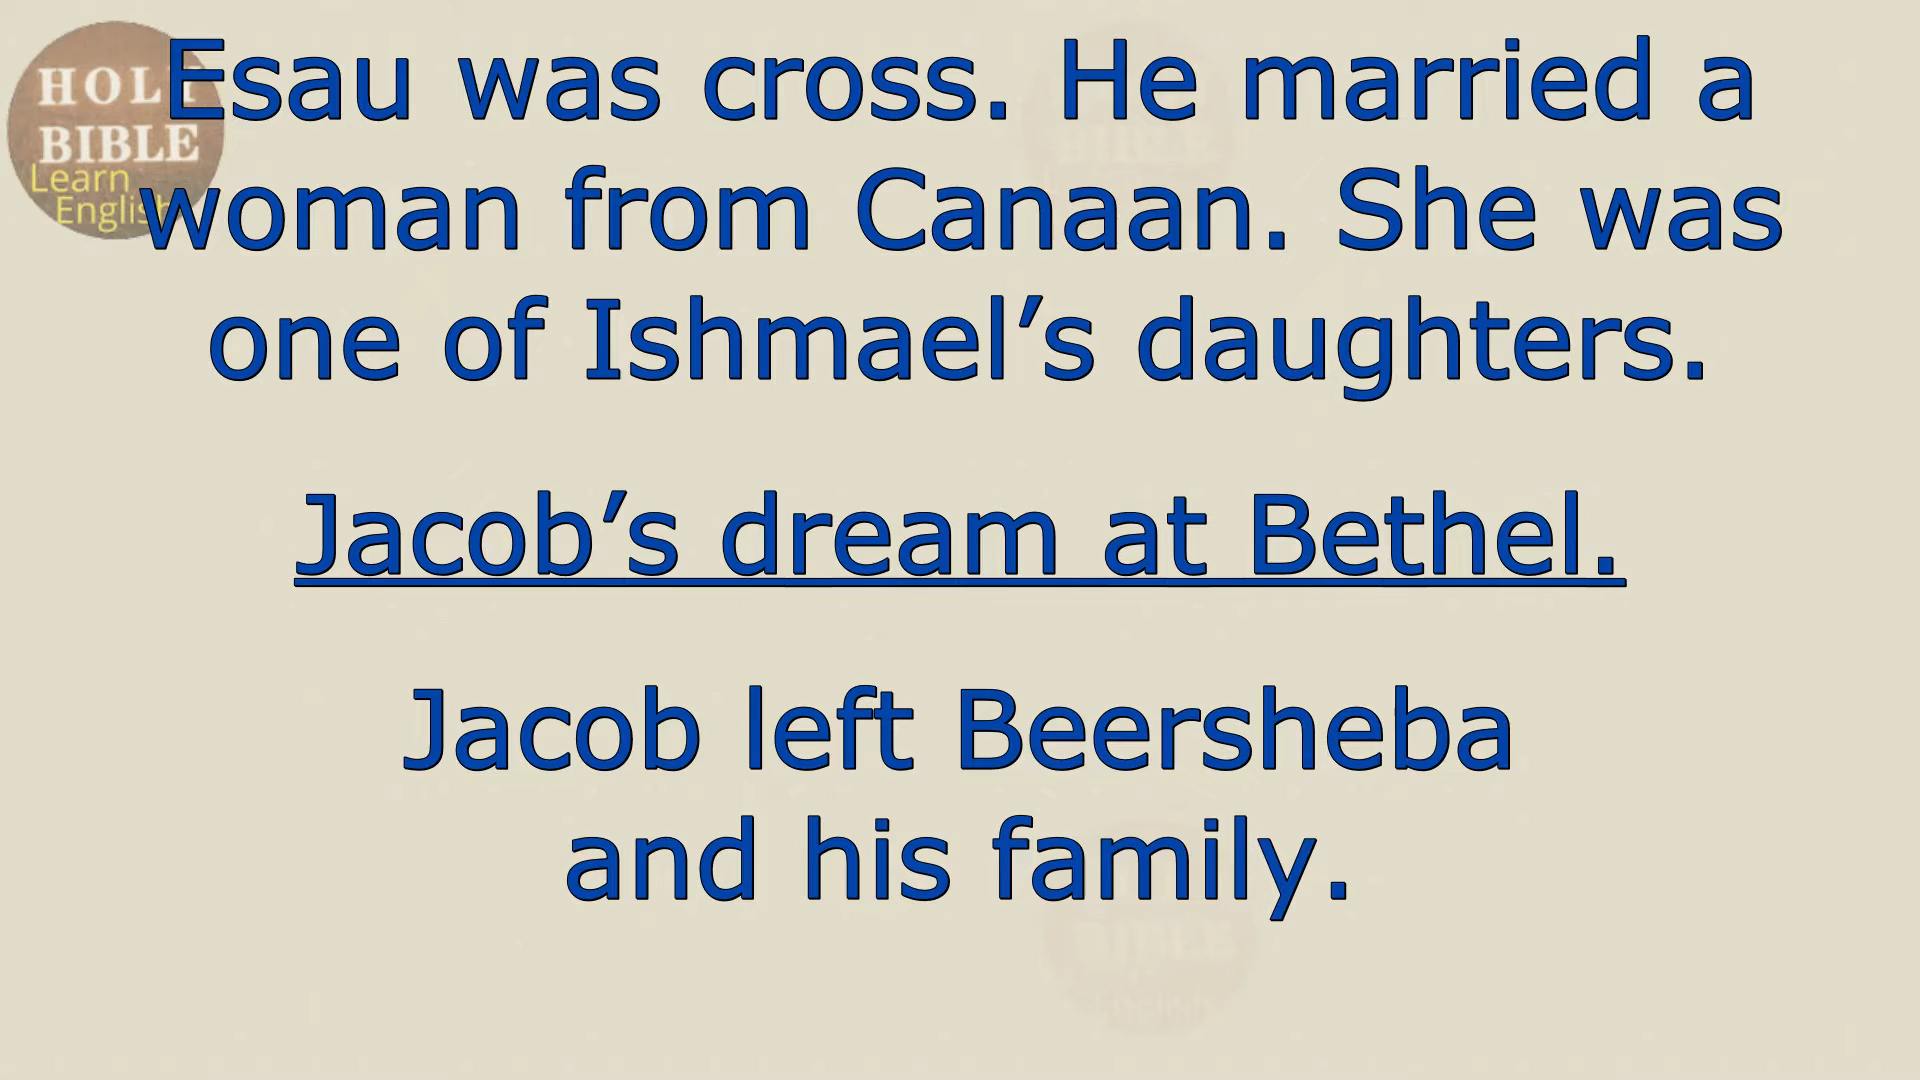 HOLY
BIBLE
Learn
English
Esau was cross. He married a
woman from Canaan. She was
one of Ishmael’s daughters.
Jacob’s dream at Bethel.
Jacob left Beersheba
and his family.